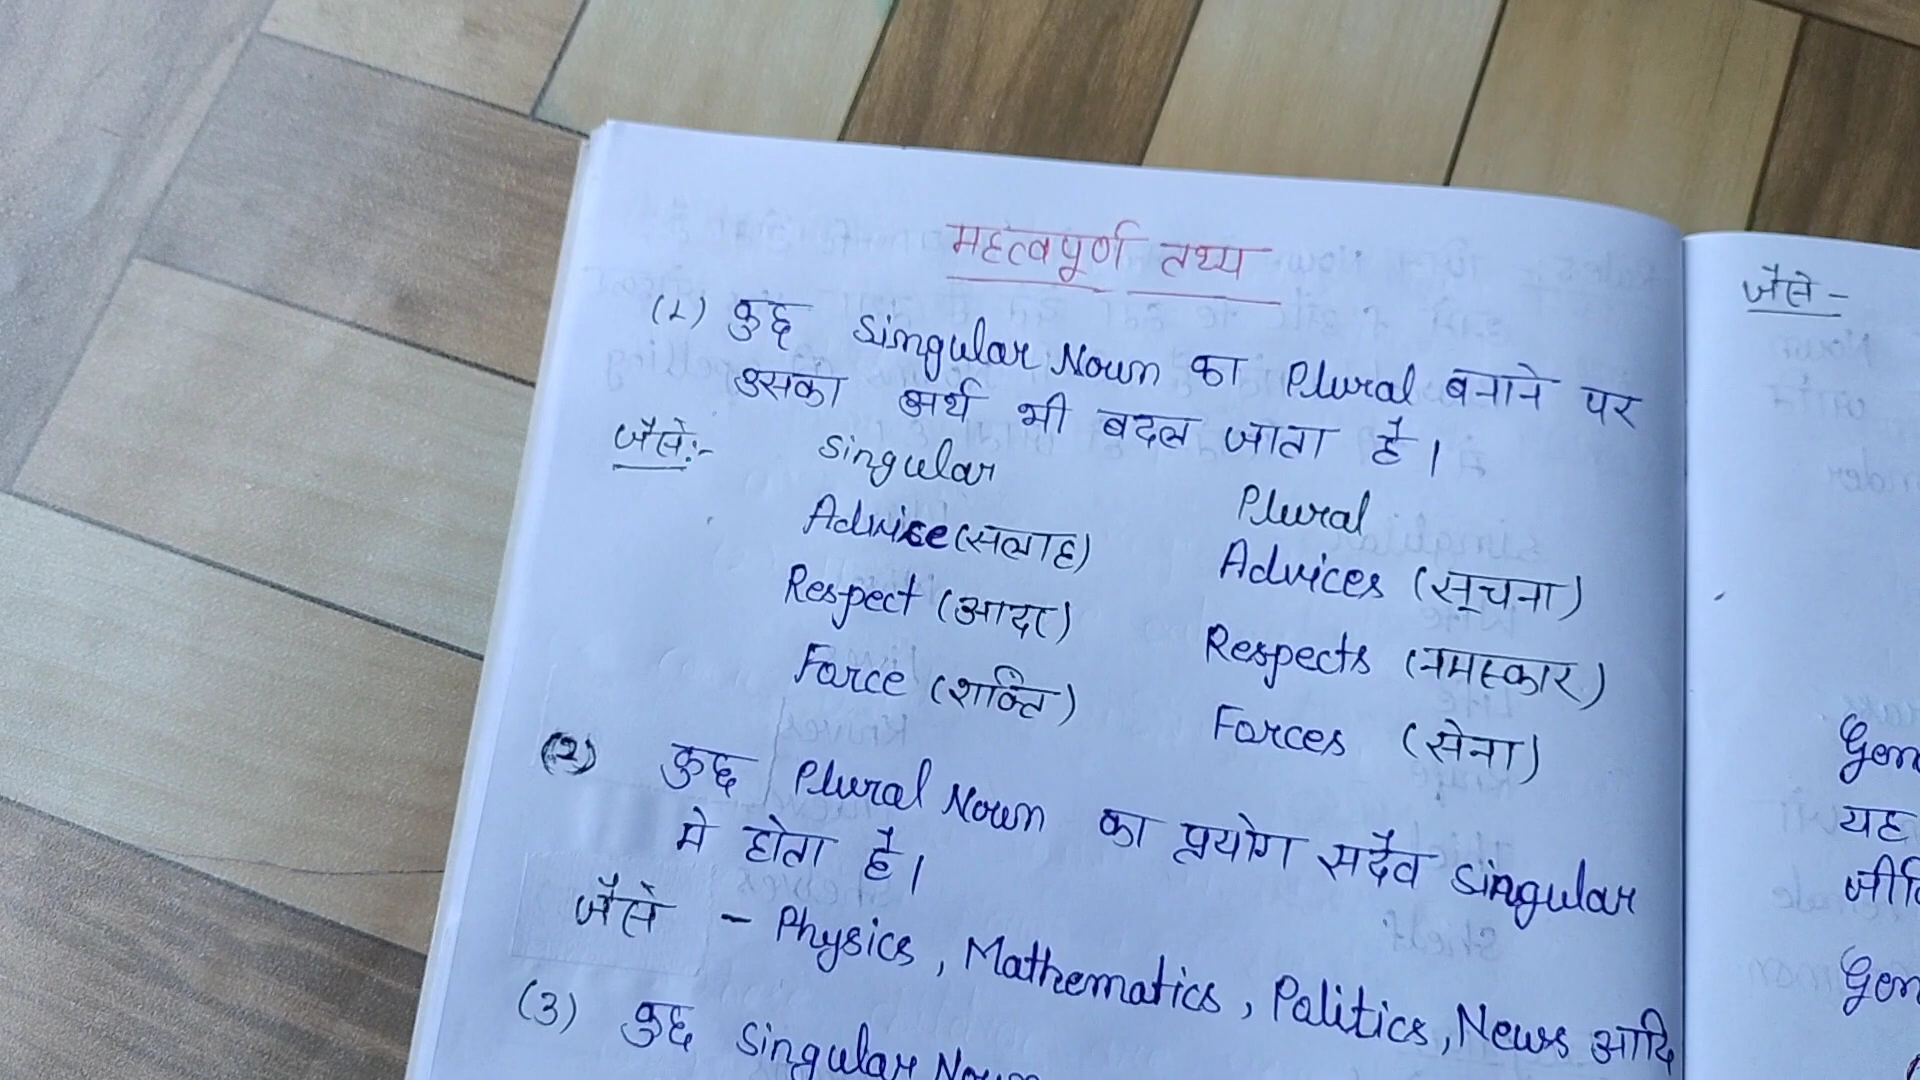 महत्वपूर्ण तथ्य
(1) कुछ Singular Noun का Plural बनाने पर
उसका अर्थ भी बदल जाता है।
जैसे:- Singular Plural
Advice (सलाह) Advices (सूचना)
Respect (आदर) Respects (नमस्कार)
Force (शक्ति) Forces (सेना)
(2) कुछ Plural Noun का प्रयोग सदैव Singular
मे होता है।
जैसे - Physics, Mathematics, Politics, News आदि
(3) कुछ Singular Noun
जैसे -
यह